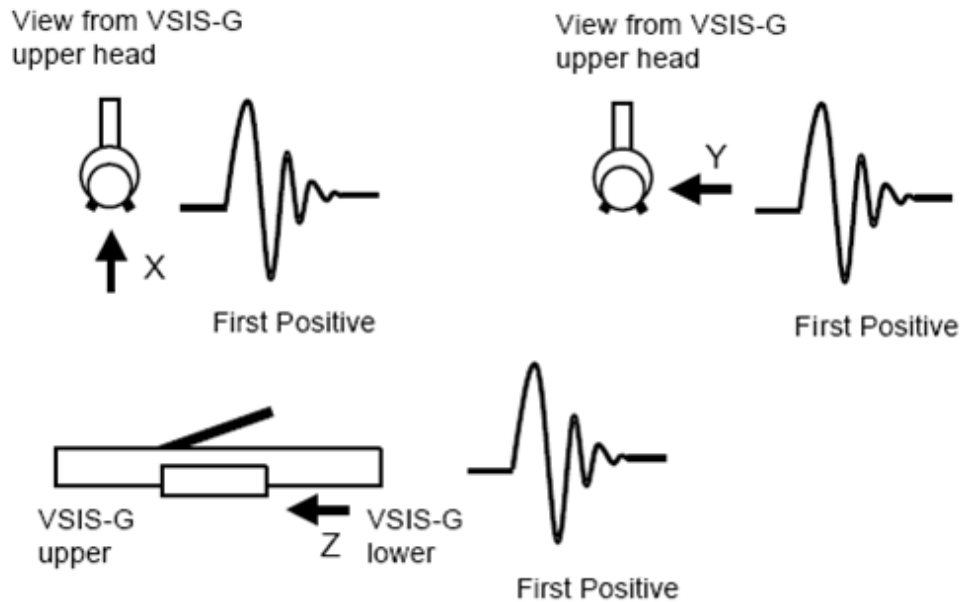 View from VSIS-G
upper head
X
First Positive
View from VSIS-G
upper head
Y
First Positive
VSIS-G
upper
Z
VSIS-G
lower
First Positive